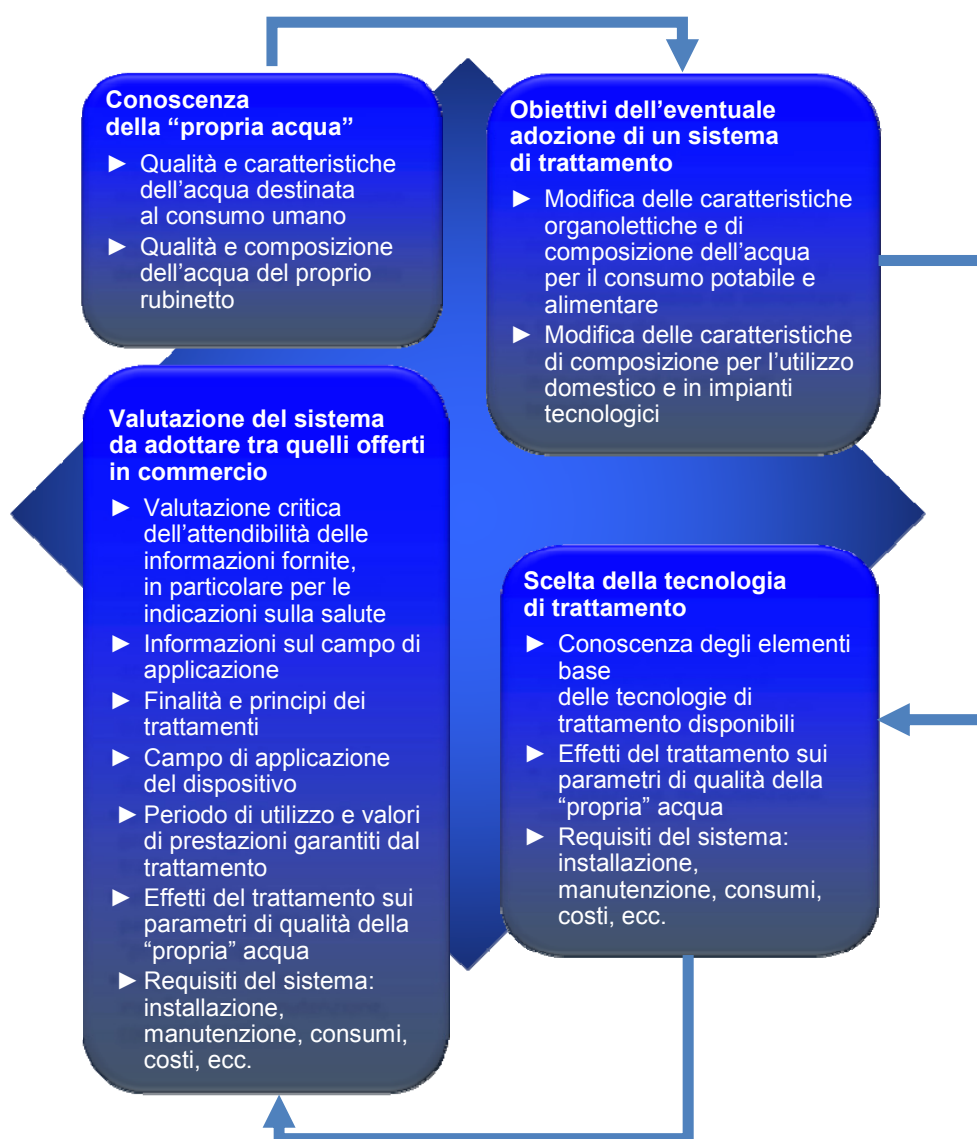 Conoscenza
della “propria acqua”
► Qualità e caratteristiche
dell’acqua destinata
al consumo umano
► Qualità e composizione
dell’acqua del proprio
rubinetto
Obiettivi dell’eventuale
adozione di un sistema
di trattamento
► Modifica delle caratteristiche
organolettiche e di
composizione dell’acqua
per il consumo potabile e
alimentare
► Modifica delle caratteristiche
di composizione per l’utilizzo
domestico e in impianti
tecnologici
Scelta della tecnologia
di trattamento
► Conoscenza degli elementi
base
delle tecnologie di
trattamento disponibili
► Effetti del trattamento sui
parametri di qualità della
“propria” acqua
► Requisiti del sistema:
installazione,
manutenzione, consumi,
costi, ecc.
Valutazione del sistema
da adottare tra quelli offerti
in commercio
► Valutazione critica
dell’attendibilità delle
informazioni fornite,
in particolare per le
indicazioni sulla salute
► Informazioni sul campo di
applicazione
► Finalità e principi dei
trattamenti
► Campo di applicazione
del dispositivo
► Periodo di utilizzo e valori
di prestazioni garantiti dal
trattamento
► Effetti del trattamento sui
parametri di qualità della
“propria” acqua
► Requisiti del sistema:
installazione,
manutenzione, consumi,
costi, ecc.